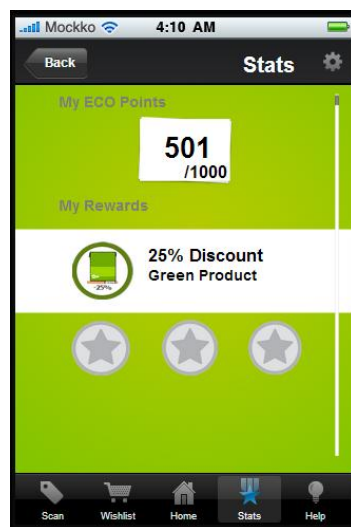 Mockko 4:10 AM
Back Stats
My ECO Points
501
/1000
My Rewards
25% Discount
Green Product
-25%
Scan Wishlist Home Stats Help